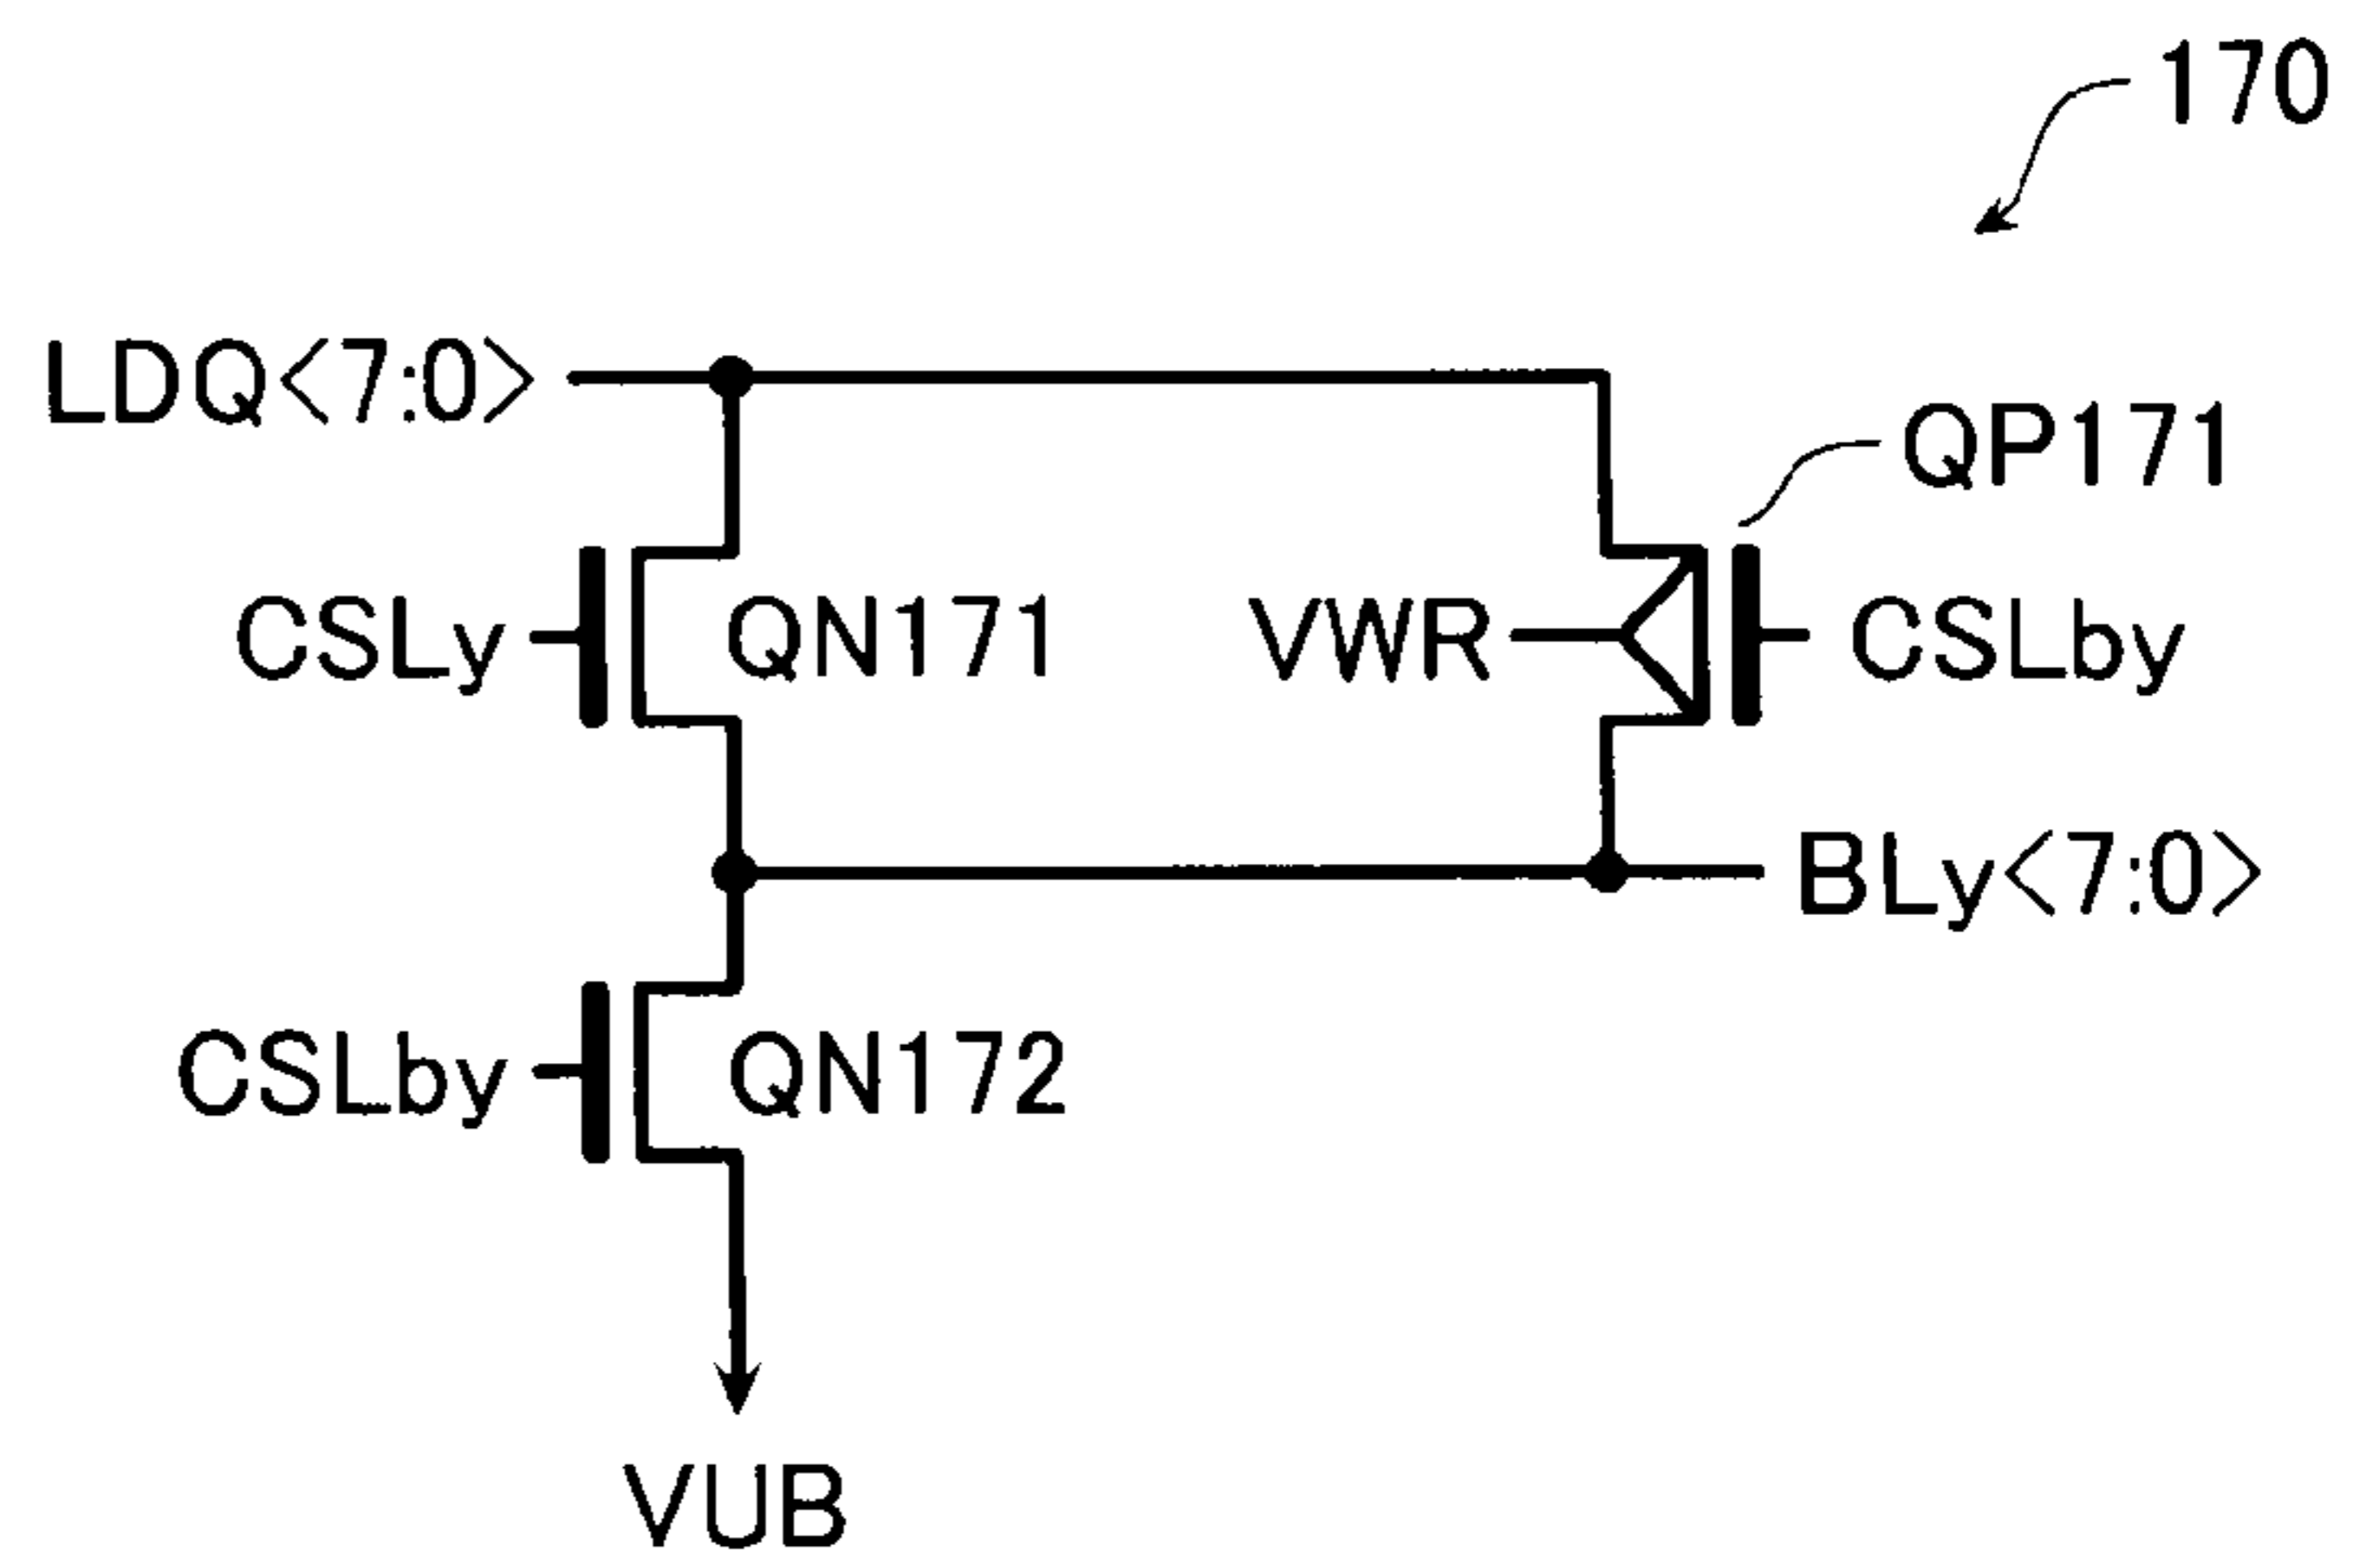 170
LDQ<7:0>
QP171
CSLy
QN171
VWR
CSLby
BLy<7:0>
CSLby
QN172
VUB